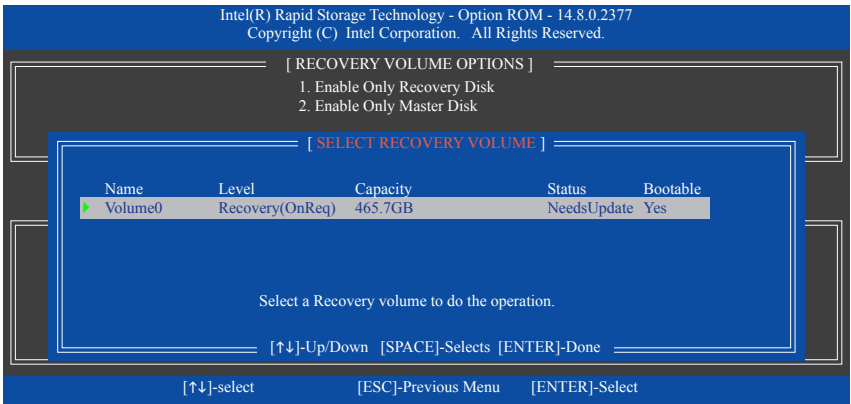 Intel(R) Rapid Storage Technology - Option ROM - 14.8.0.2377
Copyright (C) Intel Corporation. All Rights Reserved.
[ RECOVERY VOLUME OPTIONS ]
1. Enable Only Recovery Disk
2. Enable Only Master Disk
[ SELECT RECOVERY VOLUME ]
Name Level Capacity Status Bootable
Volume0 Recovery(OnReq) 465.7GB NeedsUpdate Yes
Select a Recovery volume to do the operation.
[↑↓]-Up/Down [SPACE]-Selects [ENTER]-Done
[↑↓]-select [ESC]-Previous Menu [ENTER]-Select